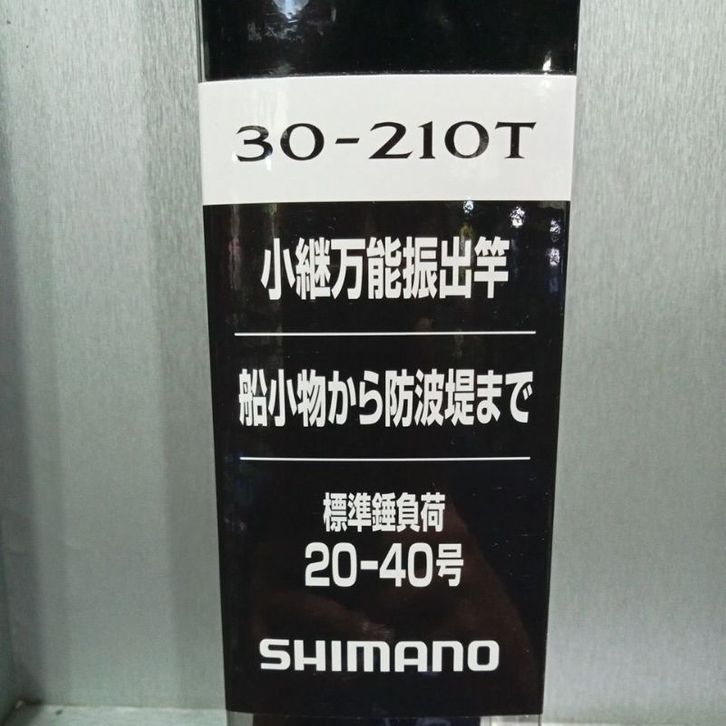 30-210T
小継万能振出竿
船小物から防波堤まで
標準錘負荷
20-40号
SHIMANO